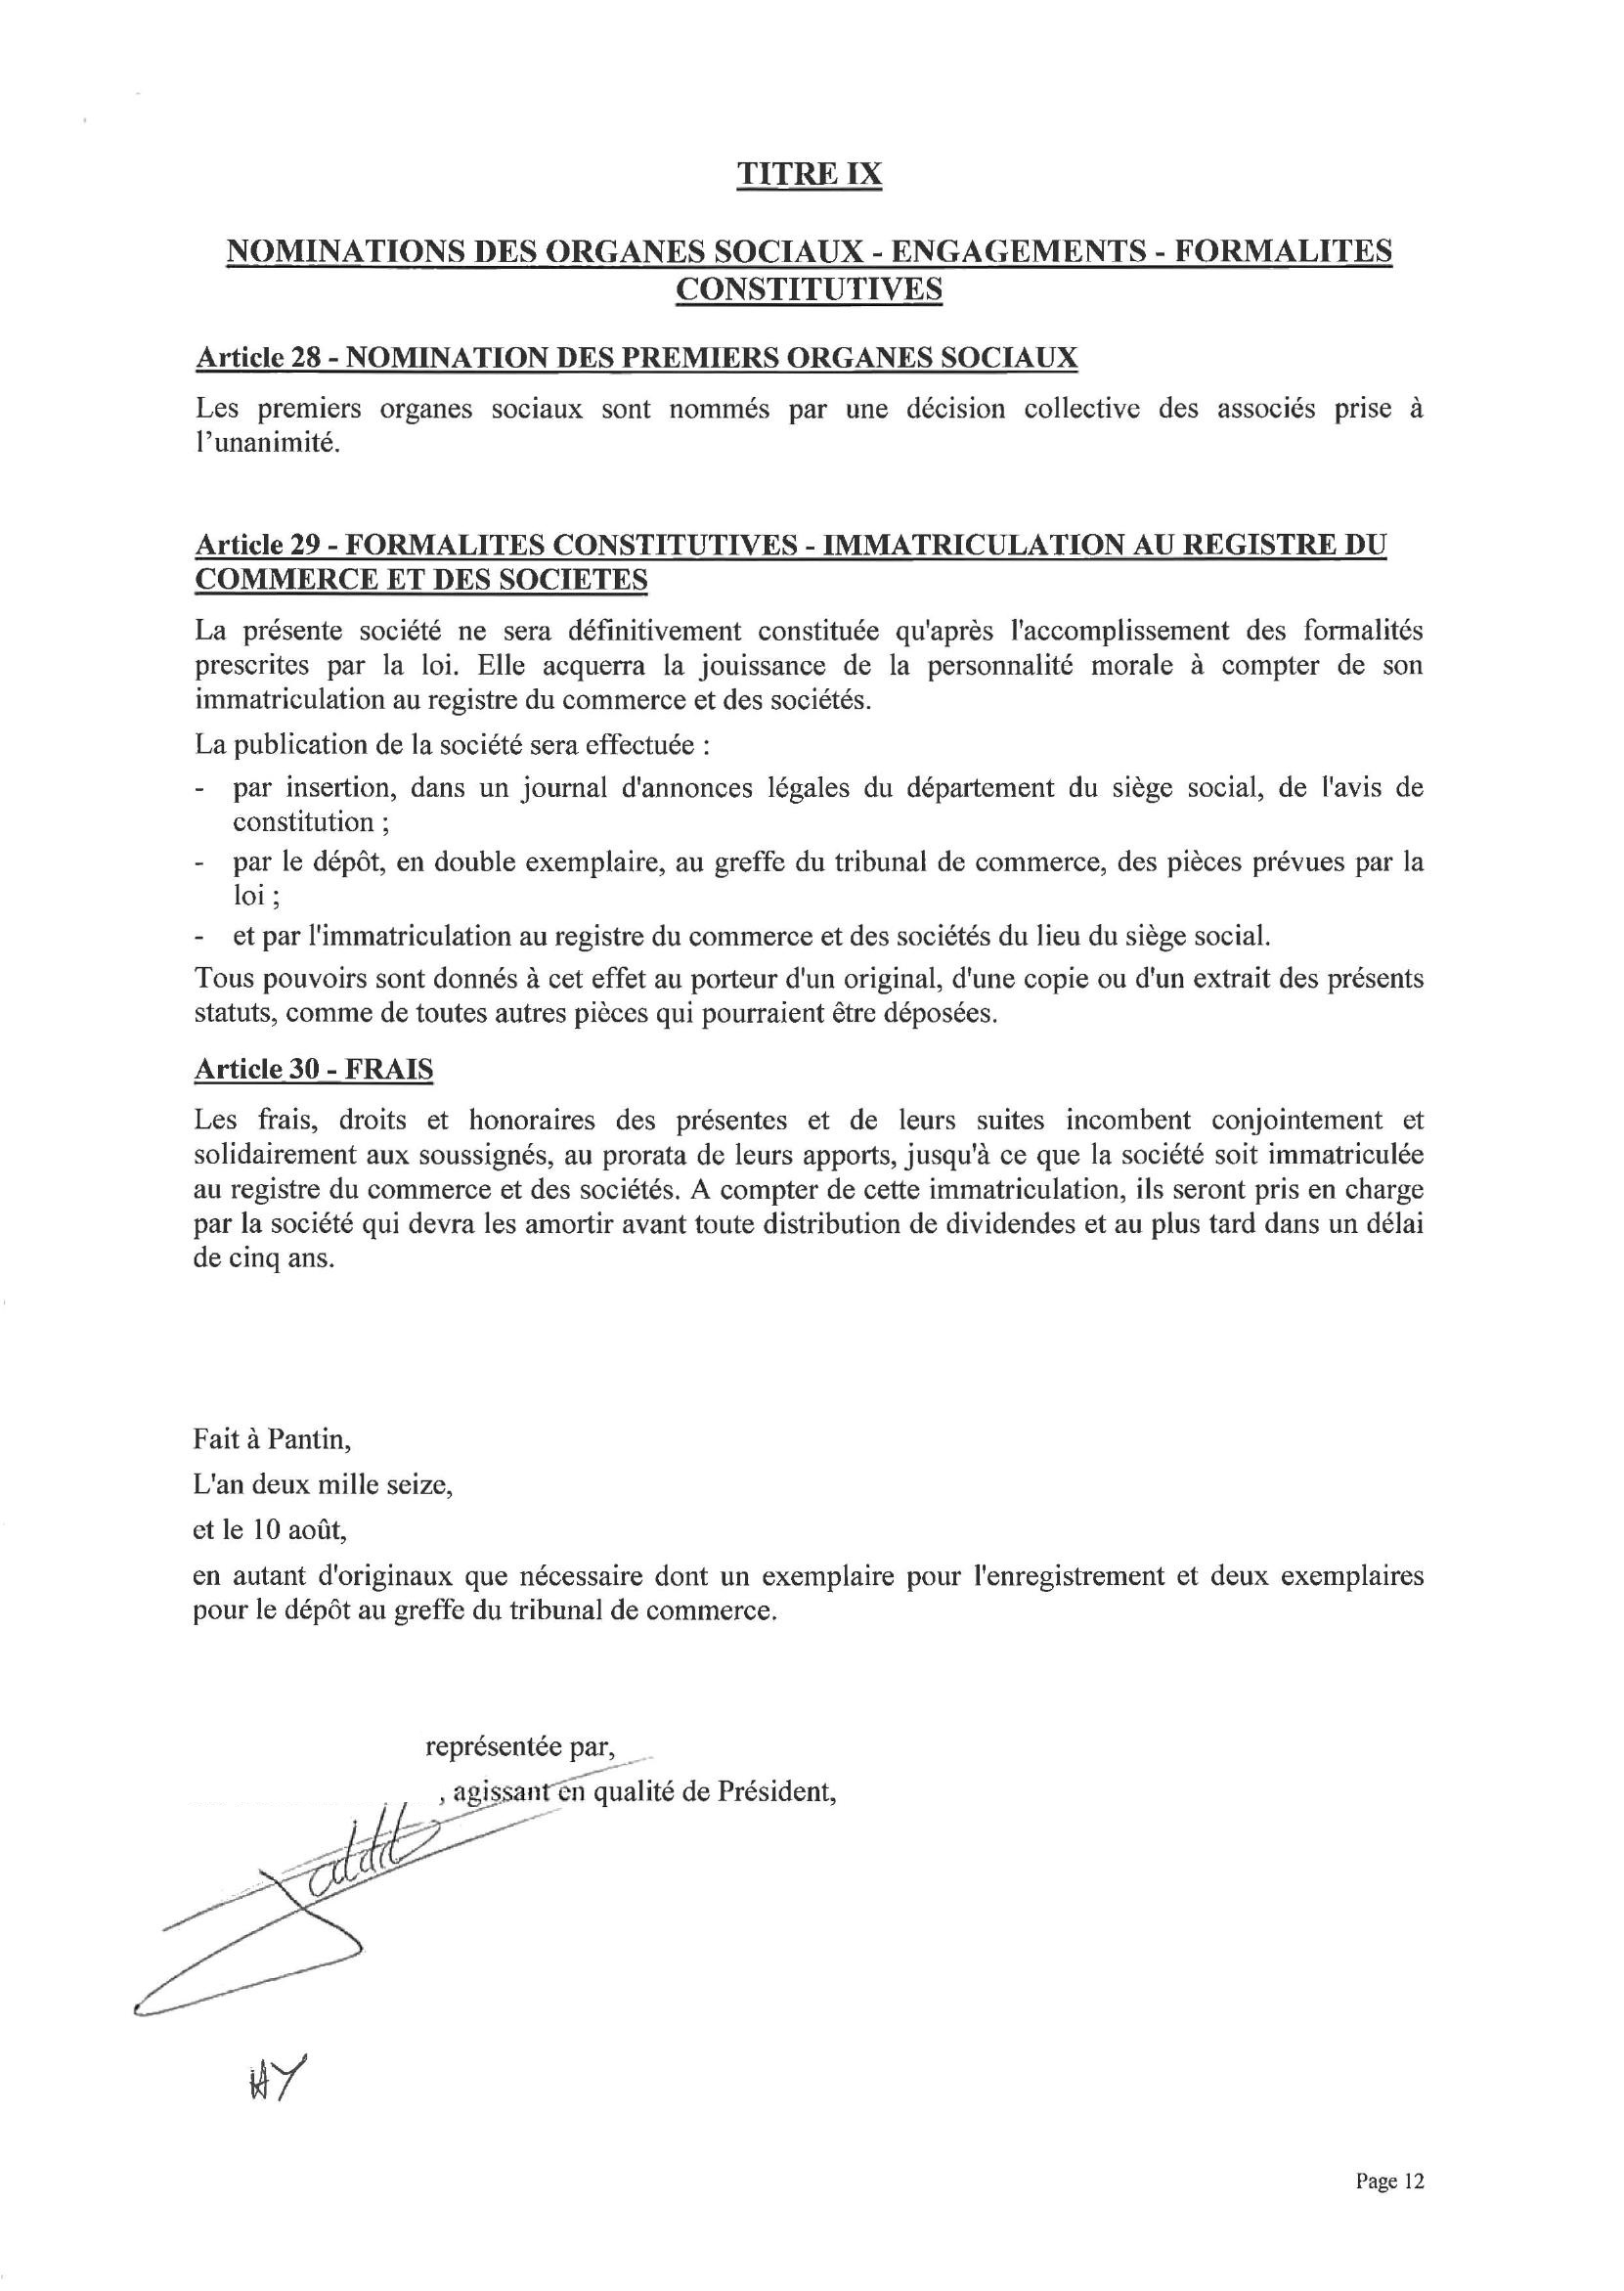 TITRE IX
NOMINATIONS DES ORGANES SOCIAUX - ENGAGEMENTS - FORMALITES
CONSTITUTIVES
Article 28 - NOMINATION DES PREMIERS ORGANES SOCIAUX
Les premiers organes sociaux sont nommés par une décision collective des associés prise à
l’unanimité.
Article 29 - FORMALITES CONSTITUTIVES - IMMATRICULATION AU REGISTRE DU
COMMERCE ET DES SOCIETES
La présente société ne sera définitivement constituée qu'après l'accomplissement des formalités
prescrites par la loi. Elle acquerra la jouissance de la personnalité morale à compter de son
immatriculation au registre du commerce et des sociétés.
La publication de la société sera effectuée :
- par insertion, dans un journal d'annonces légales du département du siège social, de l'avis de
constitution ;
- par le dépôt, en double exemplaire, au greffe du tribunal de commerce, des pièces prévues par la
loi ;
- et par l'immatriculation au registre du commerce et des sociétés du lieu du siège social.
Tous pouvoirs sont donnés à cet effet au porteur d'un original, d'une copie ou d'un extrait des présents
statuts, comme de toutes autres pièces qui pourraient être déposées.
Article 30 - FRAIS
Les frais, droits et honoraires des présentes et de leurs suites incombent conjointement et
solidairement aux soussignés, au prorata de leurs apports, jusqu'à ce que la société soit immatriculée
au registre du commerce et des sociétés. A compter de cette immatriculation, ils seront pris en charge
par la société qui devra les amortir avant toute distribution de dividendes et au plus tard dans un délai
de cinq ans.
Fait à Pantin,
L'an deux mille seize,
et le 10 août,
en autant d'originaux que nécessaire dont un exemplaire pour l'enregistrement et deux exemplaires
pour le dépôt au greffe du tribunal de commerce.
représentée par,
, agissant en qualité de Président,
Page 12